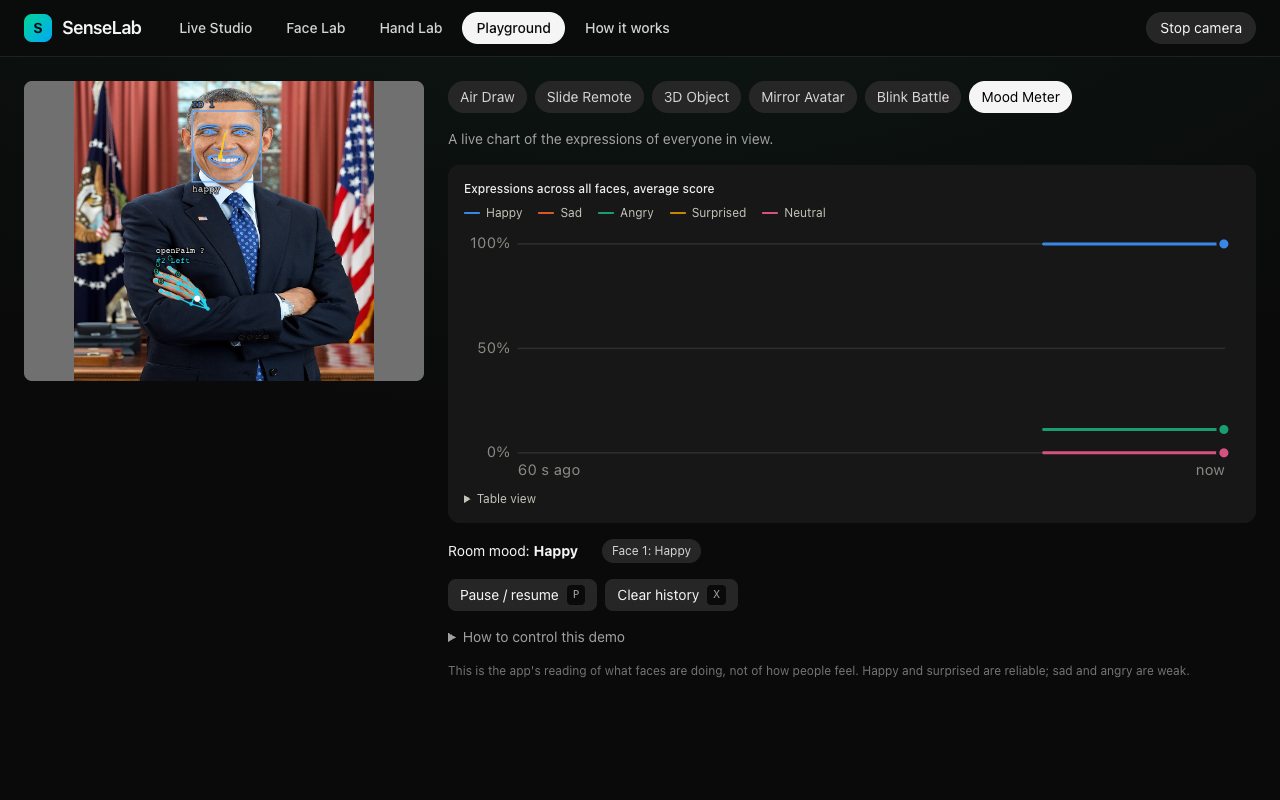 S SenseLab Live Studio Face Lab Hand Lab Playground How it works Stop camera
Air Draw Slide Remote 3D Object Mirror Avatar Blink Battle Mood Meter
A live chart of the expressions of everyone in view.
Expressions across all faces, average score
Happy Sad Angry Surprised Neutral
100%
50%
0%
60 s ago now
Table view
Room mood: Happy Face 1: Happy
Pause / resume P Clear history X
How to control this demo
This is the app's reading of what faces are doing, not of how people feel. Happy and surprised are reliable; sad and angry are weak.
happy
openPalm ?
#2 Left